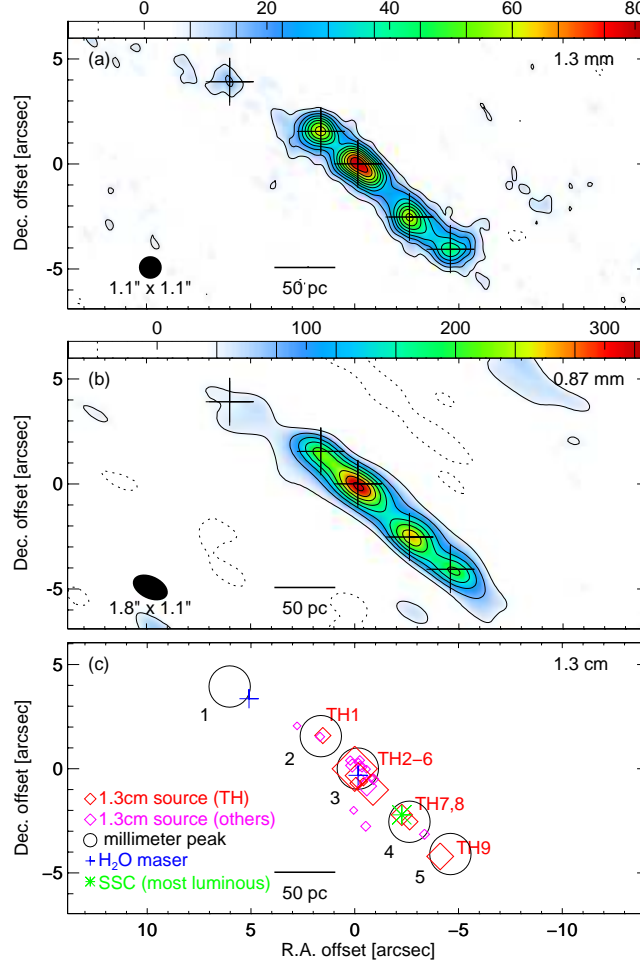 0 20 40 60 80
(a) 1.3 mm
5
0
-5
Dec. offset [arcsec]
1.1" x 1.1"
50 pc
0 100 200 300
(b) 0.87 mm
5
0
-5
Dec. offset [arcsec]
1.8" x 1.1"
50 pc
(c) 1.3 cm
5
0
-5
Dec. offset [arcsec]
1
TH1
2
TH2-6
3
1.3cm source (TH)
1.3cm source (others)
millimeter peak
H2O maser
SSC (most luminous)
TH7,8
4
TH9
5
50 pc
10 5 0 -5 -10
R.A. offset [arcsec]